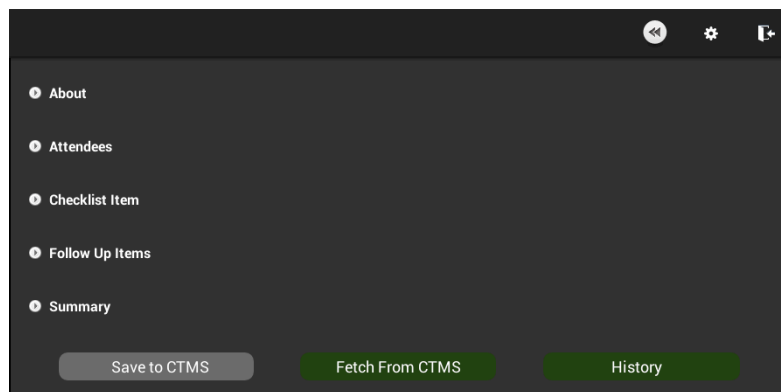 About
Attendees
Checklist Item
Follow Up Items
Summary
Save to CTMS Fetch From CTMS History